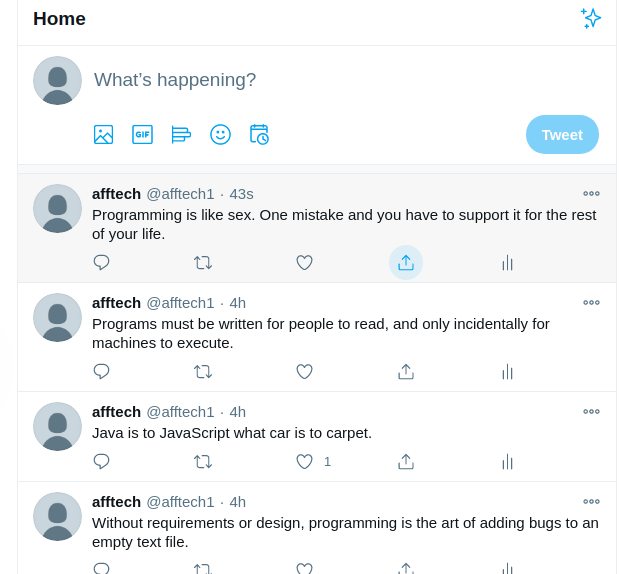 Home
What's happening?
GIF
Tweet
afftech @afftech1 · 43s
Programming is like sex. One mistake and you have to support it for the rest
of your life.
afftech @afftech1 · 4h
Programs must be written for people to read, and only incidentally for
machines to execute.
afftech @afftech1 · 4h
Java is to JavaScript what car is to carpet.
1
afftech @afftech1 · 4h
Without requirements or design, programming is the art of adding bugs to an
empty text file.